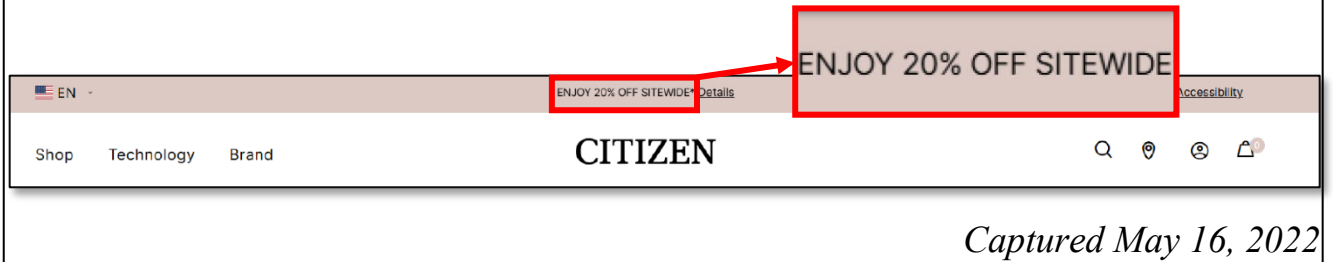 ENJOY 20% OFF SITEWIDE
EN
ENJOY 20% OFF SITEWIDE* Details
Accessibility
Shop Technology Brand
CITIZEN
0
Captured May 16, 2022